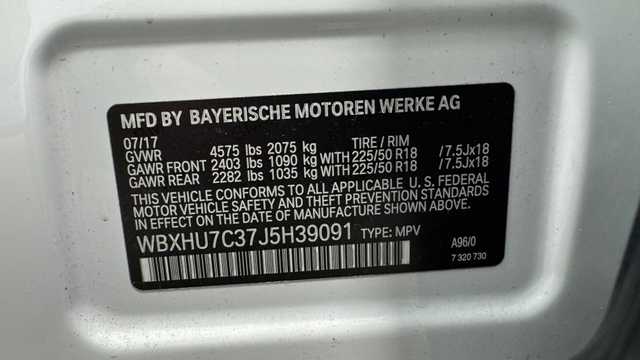 MFD BY BAYERISCHE MOTOREN WERKE AG
07/17 TIRE / RIM
GVWR 4575 lbs 2075 kg
GAWR FRONT 2403 lbs 1090 kg WITH 225/50 R18 /7.5Jx18
GAWR REAR 2282 lbs 1035 kg WITH 225/50 R18 /7.5Jx18
THIS VEHICLE CONFORMS TO ALL APPLICABLE U. S. FEDERAL
MOTOR VEHICLE SAFETY AND THEFT PREVENTION STANDARDS
IN EFFECT ON THE DATE OF MANUFACTURE SHOWN ABOVE.
WBXHU7C37J5H39091 TYPE: MPV A96/0
7 320 730